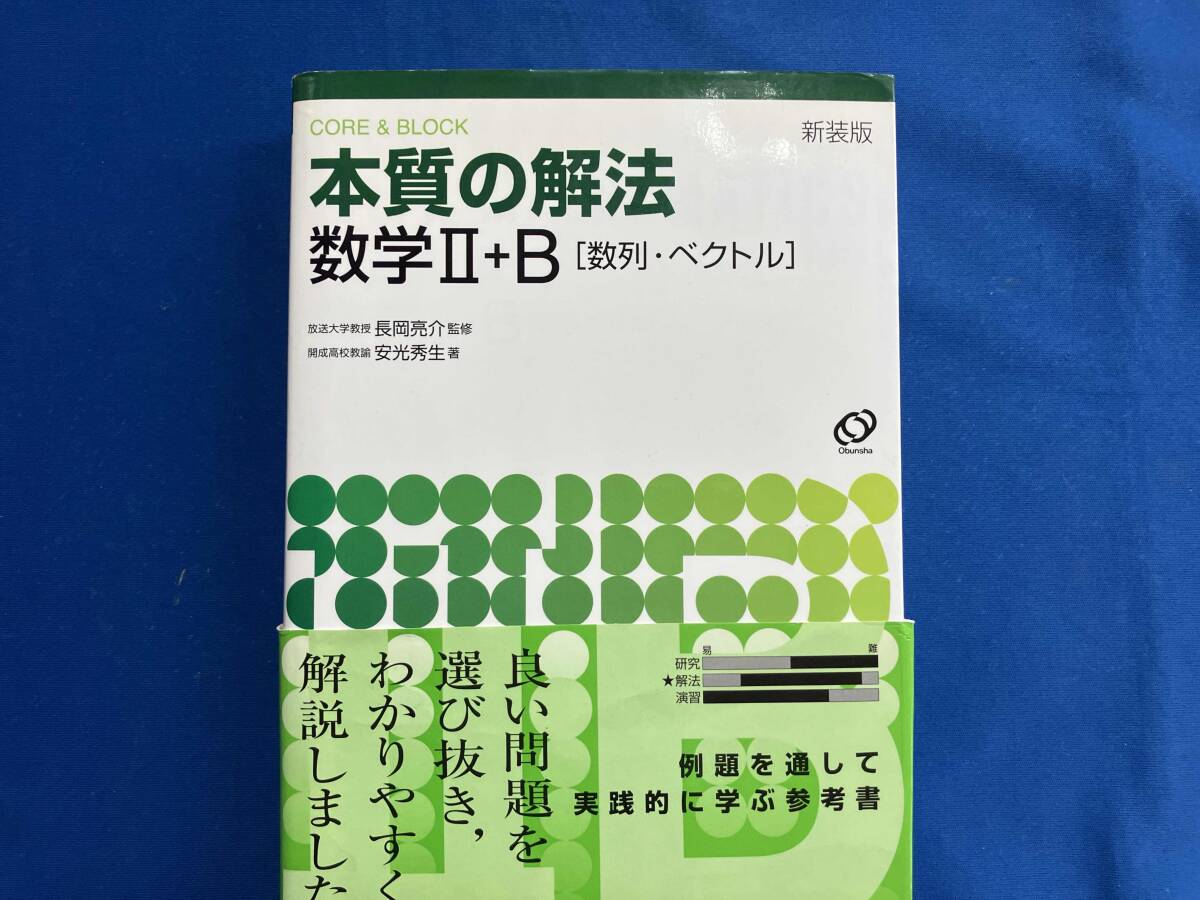 CORE & BLOCK
新装版
本質の解法
数学Ⅱ+B [数列・ベクトル]
放送大学教授 長岡亮介 監修
開成高校教諭 安光秀生 著
Obunsha
良い問題を
選び抜き,
わかりやすく
解説しました
易 難
研究
★解法
演習
例題を通して
実践的に学ぶ参考書